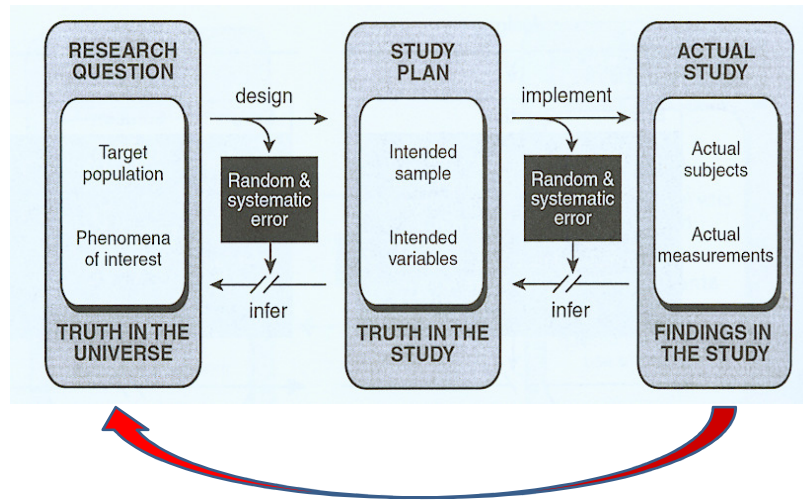 RESEARCH
QUESTION
Target
population
Phenomena
of interest
TRUTH IN THE
UNIVERSE
design
Random &
systematic
error
infer
STUDY
PLAN
Intended
sample
Intended
variables
TRUTH IN THE
STUDY
implement
Random &
systematic
error
infer
ACTUAL
STUDY
Actual
subjects
Actual
measurements
FINDINGS IN
THE STUDY